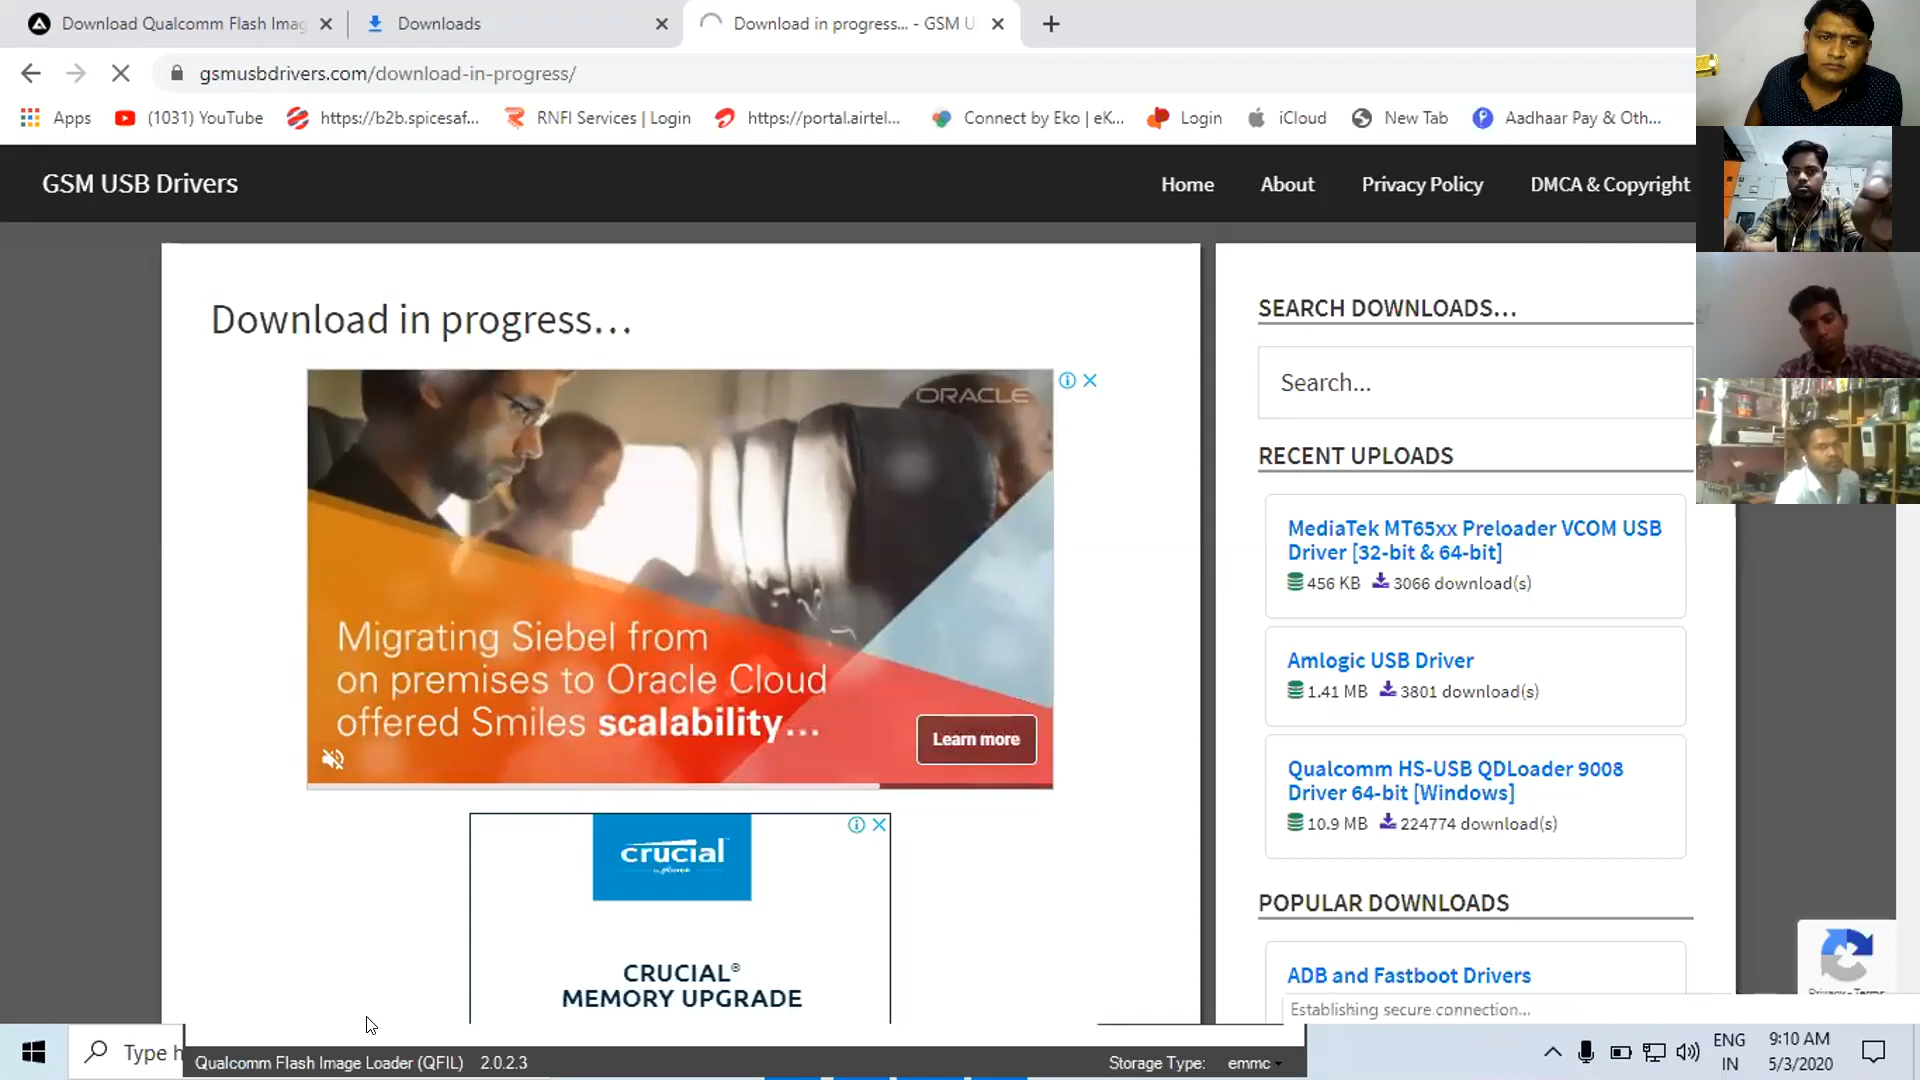 Download Qualcomm Flash Imag
Downloads
Download in progress... - GSM U
gsmusbdrivers.com/download-in-progress/
Apps
(1031) YouTube
https://b2b.spicesaf...
RNFI Services | Login
https://portal.airtel...
Connect by Eko | eK...
Login
iCloud
New Tab
Aadhaar Pay & Oth...
GSM USB Drivers
Home
About
Privacy Policy
DMCA & Copyright
Download in progress...
ORACLE
Migrating Siebel from
on premises to Oracle Cloud
offered Smiles scalability...
Learn more
crucial
CRUCIAL®
MEMORY UPGRADE
SEARCH DOWNLOADS...
Search...
RECENT UPLOADS
MediaTek MT65xx Preloader VCOM USB
Driver [32-bit & 64-bit]
456 KB 3066 download(s)
Amlogic USB Driver
1.41 MB 3801 download(s)
Qualcomm HS-USB QDLoader 9008
Driver 64-bit [Windows]
10.9 MB 224774 download(s)
POPULAR DOWNLOADS
ADB and Fastboot Drivers
Establishing secure connection...
Type h
Qualcomm Flash Image Loader (QFIL) 2.0.2.3
Storage Type: emmc
ENG
IN
9:10 AM
5/3/2020